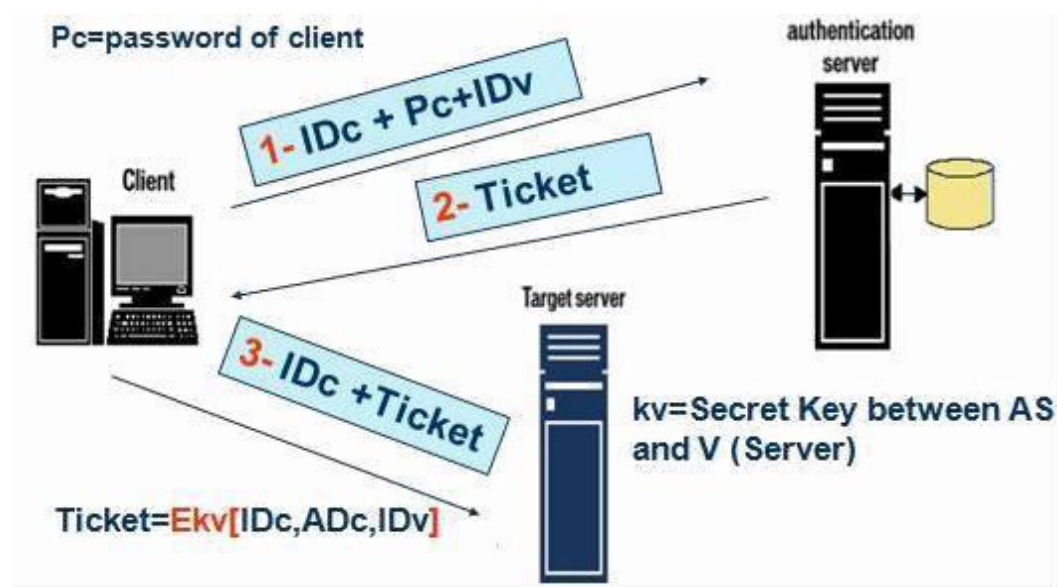 Pc=password of client
authentication
server
1- IDc + Pc+IDv
Client
2- Ticket
Target server
3- IDc +Ticket
kv=Secret Key between AS
and V (Server)
Ticket=Ekv[IDc,ADc,IDv]